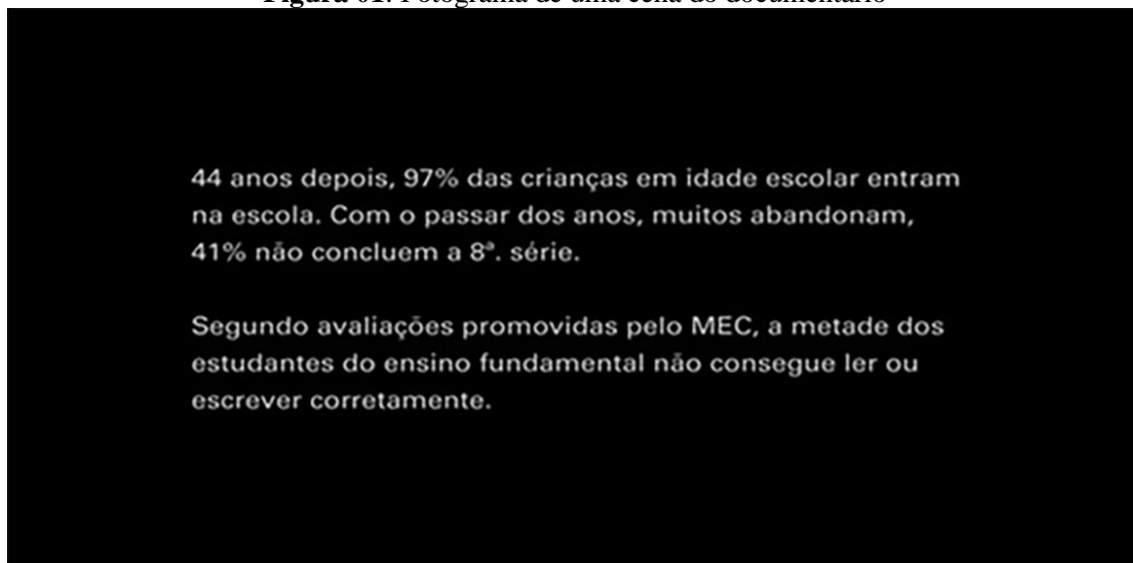 Figura 01: Fotograma de uma cena do documentário
44 anos depois, 97% das crianças em idade escolar entram
na escola. Com o passar dos anos, muitos abandonam,
41% não concluem a 8ª. série.
Segundo avaliações promovidas pelo MEC, a metade dos
estudantes do ensino fundamental não consegue ler ou
escrever corretamente.